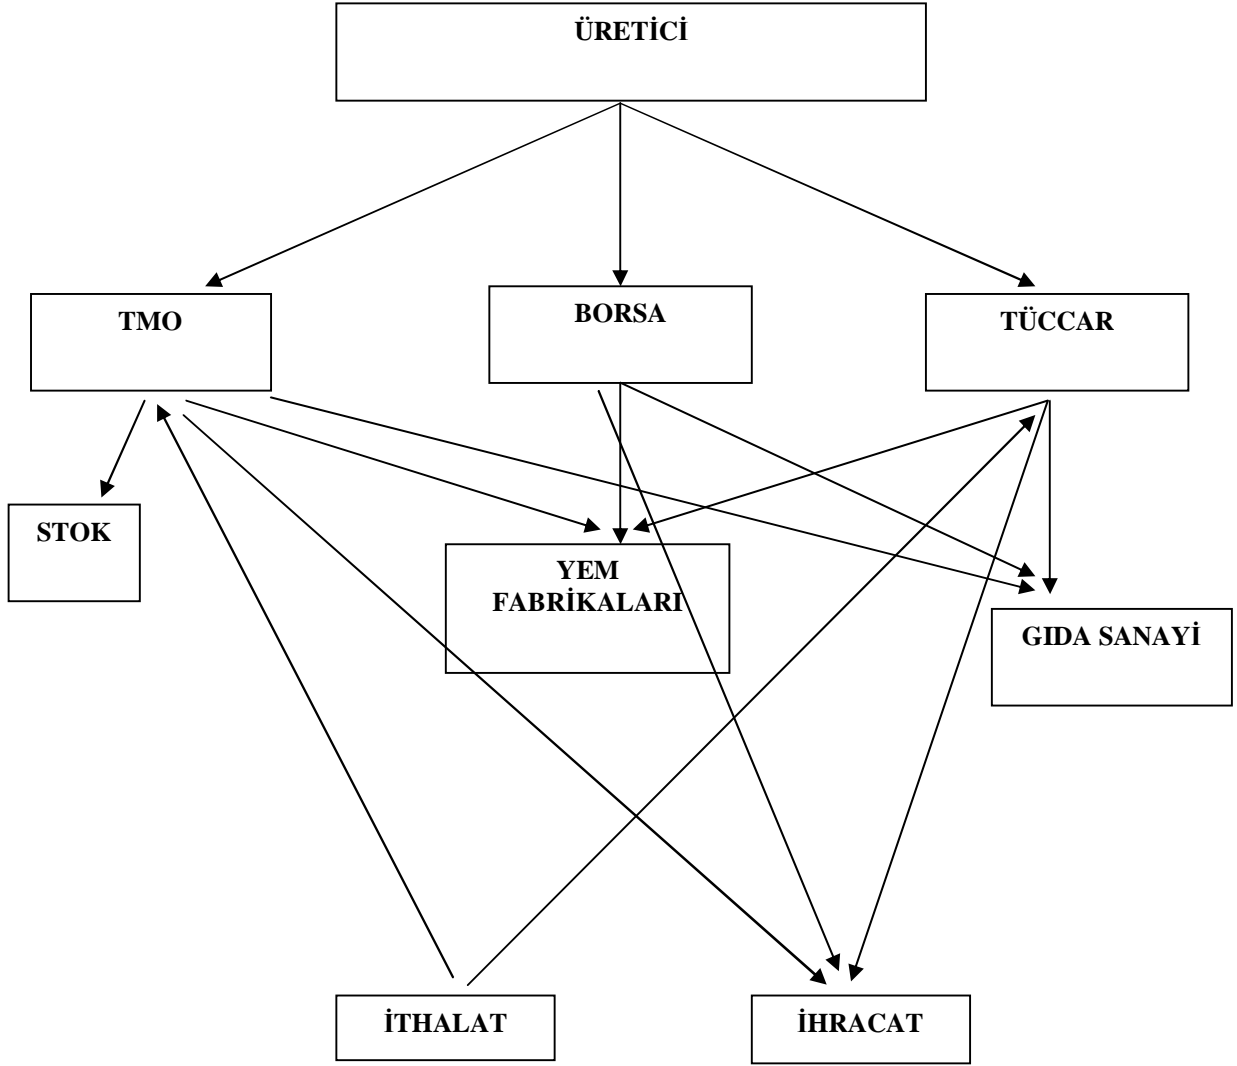 ÜRETİCİ
TMO
BORSA
TÜCCAR
STOK
YEM
FABRİKALARI
GIDA SANAYİ
İTHALAT
İHRACAT